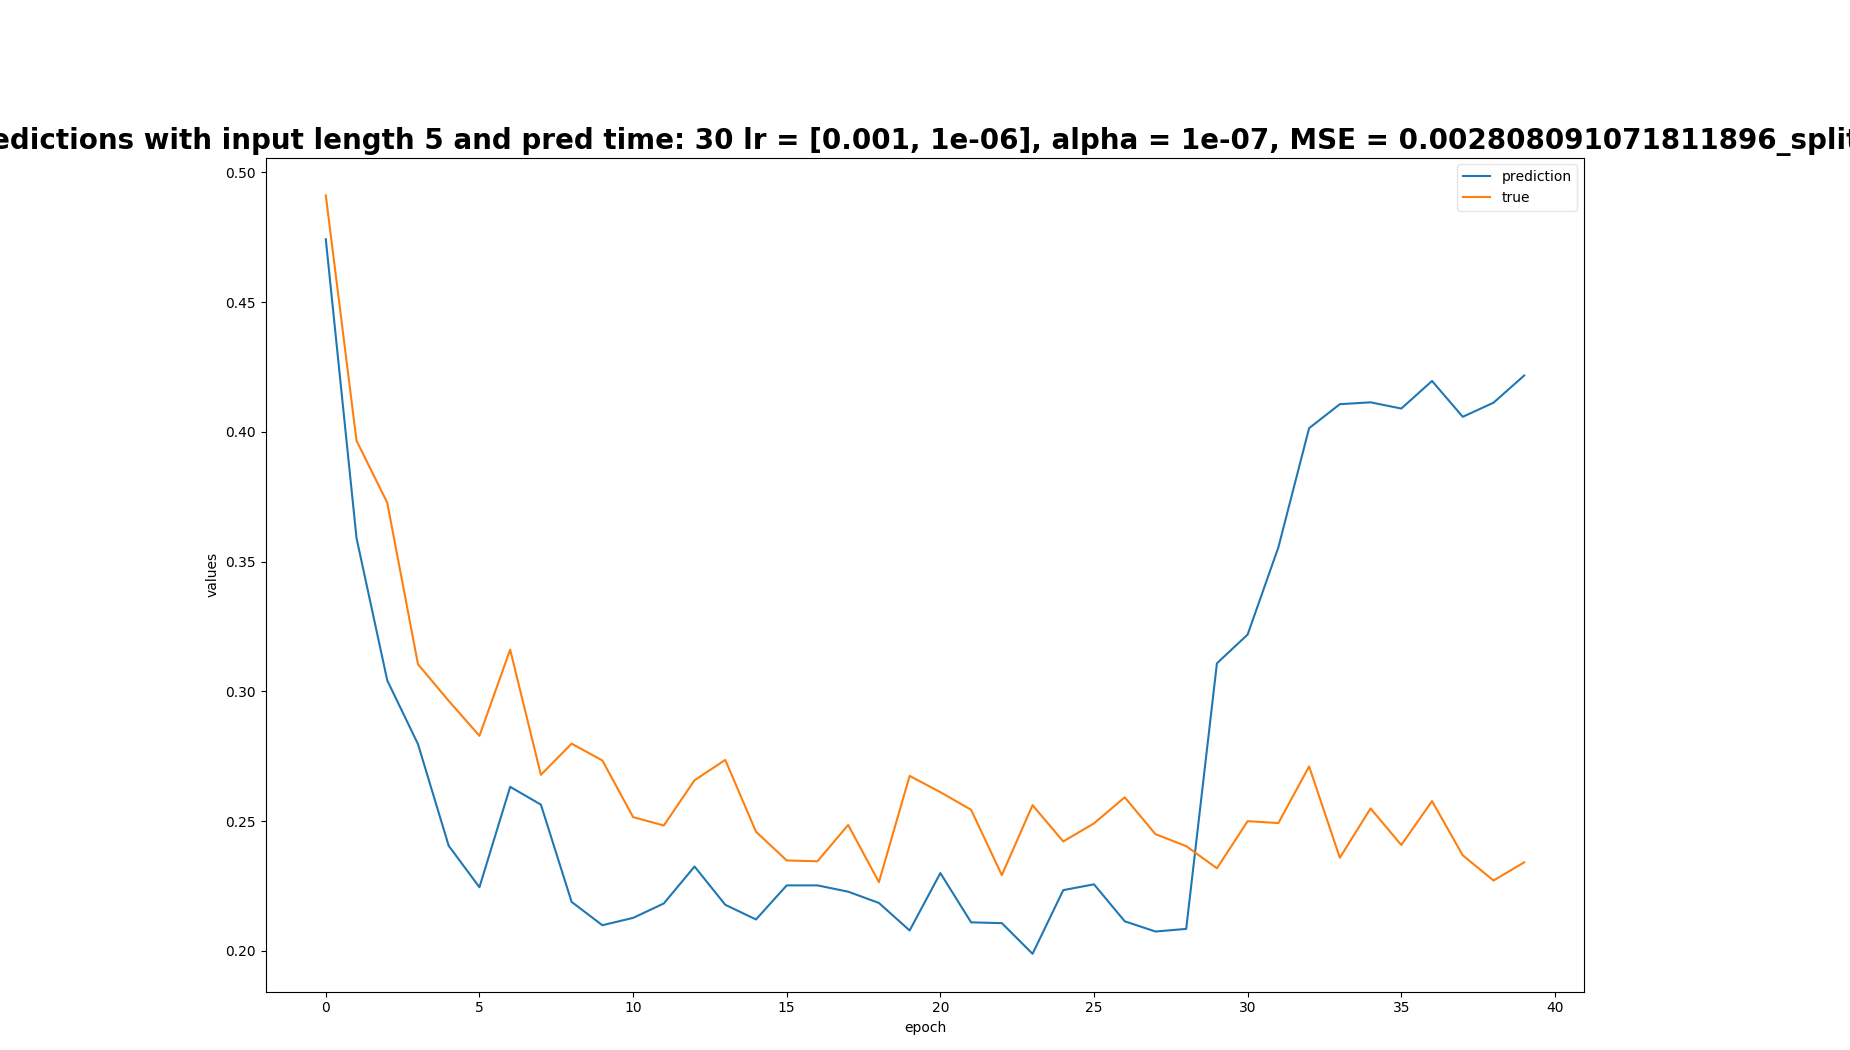 edictions with input length 5 and pred time: 30 lr = [0.001, 1e-06], alpha = 1e-07, MSE = 0.002808091071811896_split
prediction
true
0.50
0.45
0.40
0.35
0.30
0.25
0.20
values
0 5 10 15 20 25 30 35 40
epoch